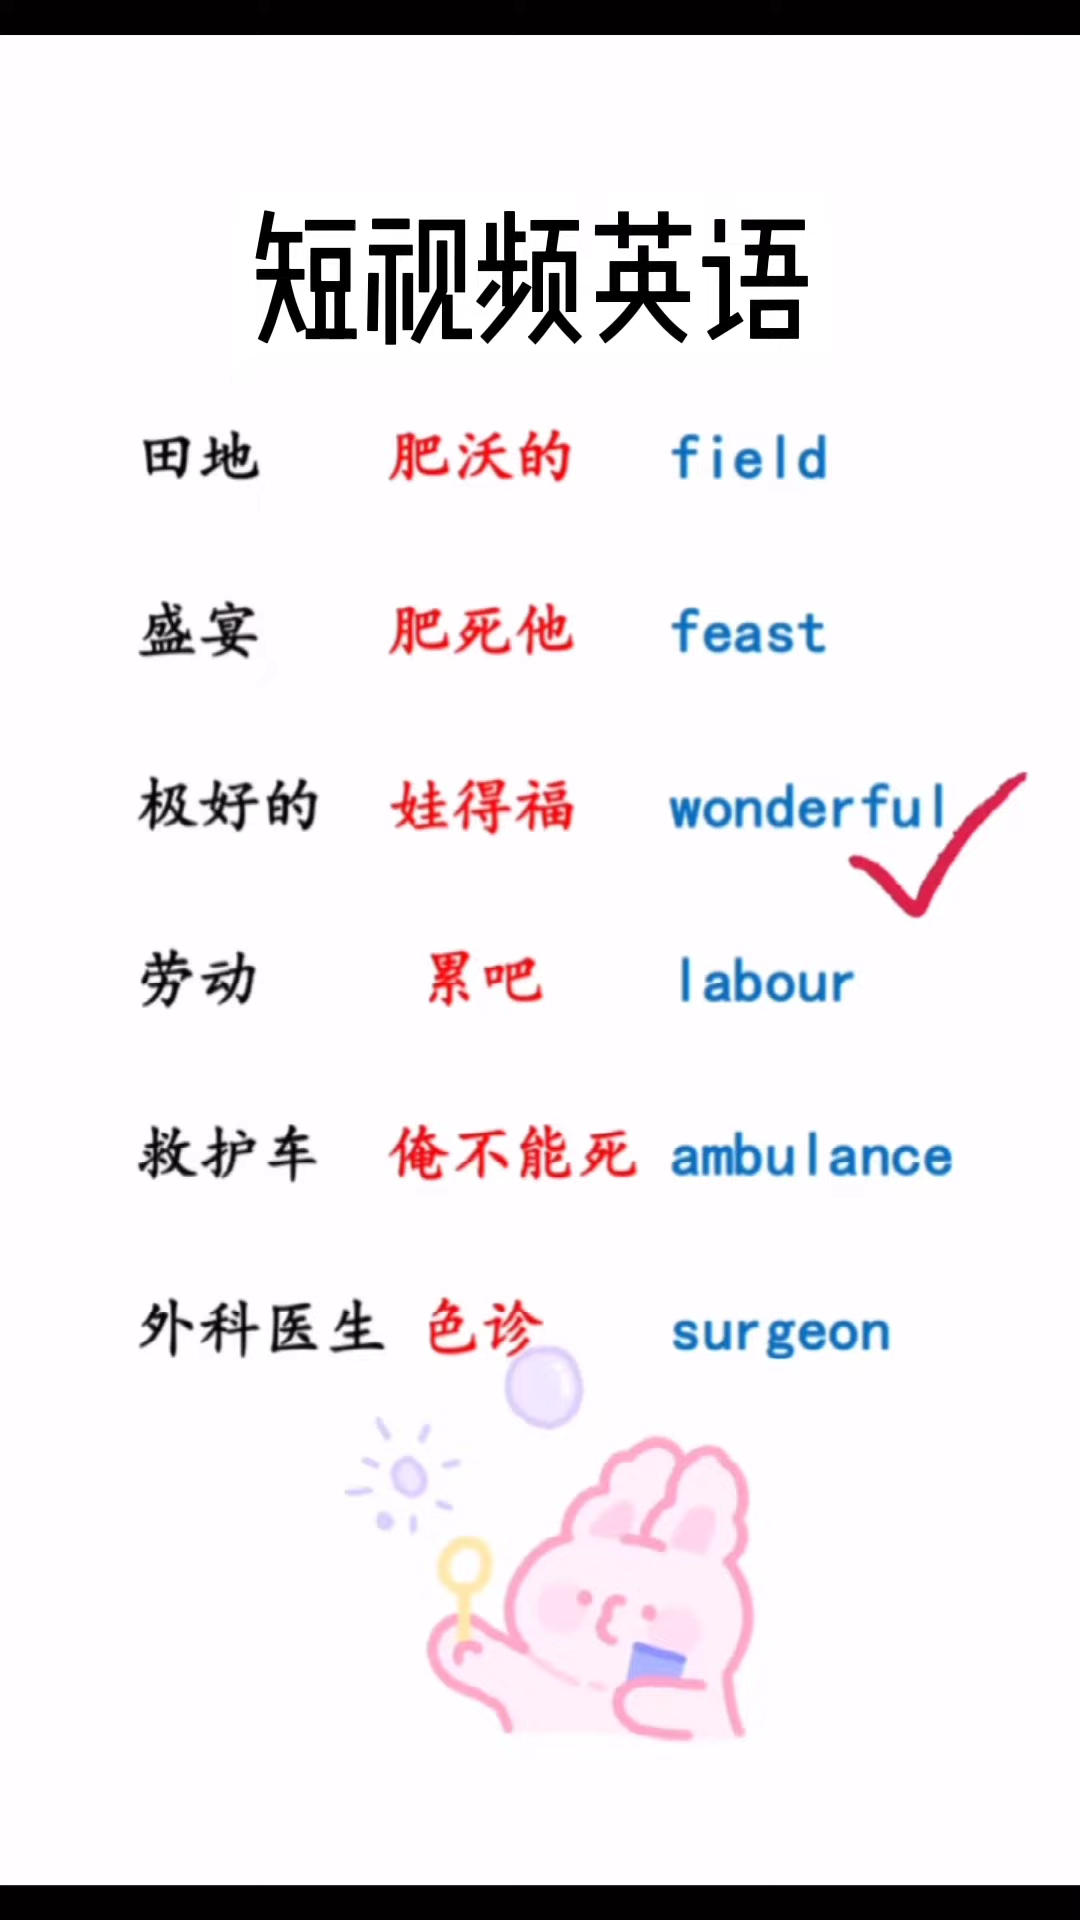 短视频英语
田地 肥沃的 field
盛宴 肥死他 feast
极好的 娃得福 wonderful
劳动 累吧 labour
救护车 俺不能死 ambulance
外科医生 色诊 surgeon